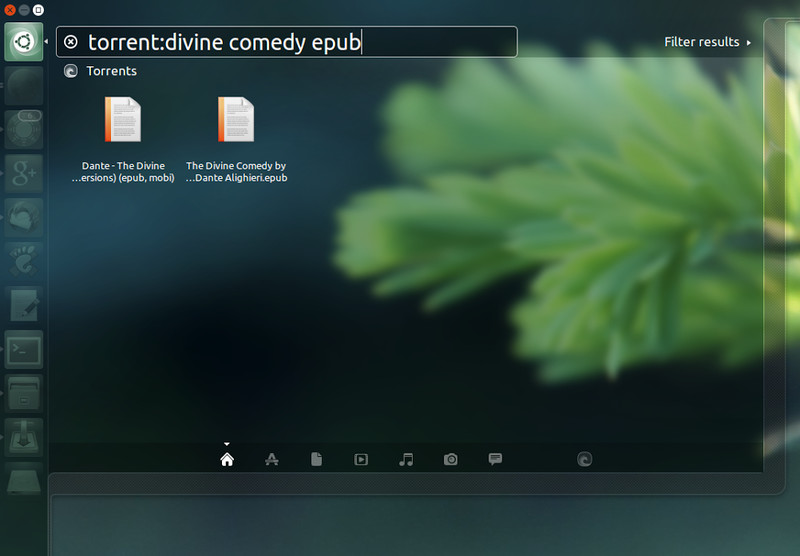 torrent:divine comedy epub
Filter results
Torrents
Dante - The Divine
…ersions) (epub, mobi)
The Divine Comedy by
…Dante Alighieri.epub
g+
>_